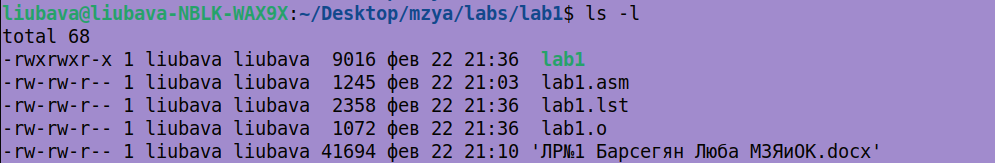 liubava@liubava-NBLK-WAX9X:~/Desktop/mzya/labs/lab1$ ls -l
total 68
-rwxrwxr-x 1 liubava liubava  9016 фев 22 21:36  lab1
-rw-rw-r-- 1 liubava liubava  1245 фев 22 21:03  lab1.asm
-rw-rw-r-- 1 liubava liubava  2358 фев 22 21:36  lab1.lst
-rw-rw-r-- 1 liubava liubava  1072 фев 22 21:36  lab1.o
-rw-rw-r-- 1 liubava liubava 41694 фев 22 21:10 'ЛР№1 Барсегян Люба МЗЯиОК.docx'